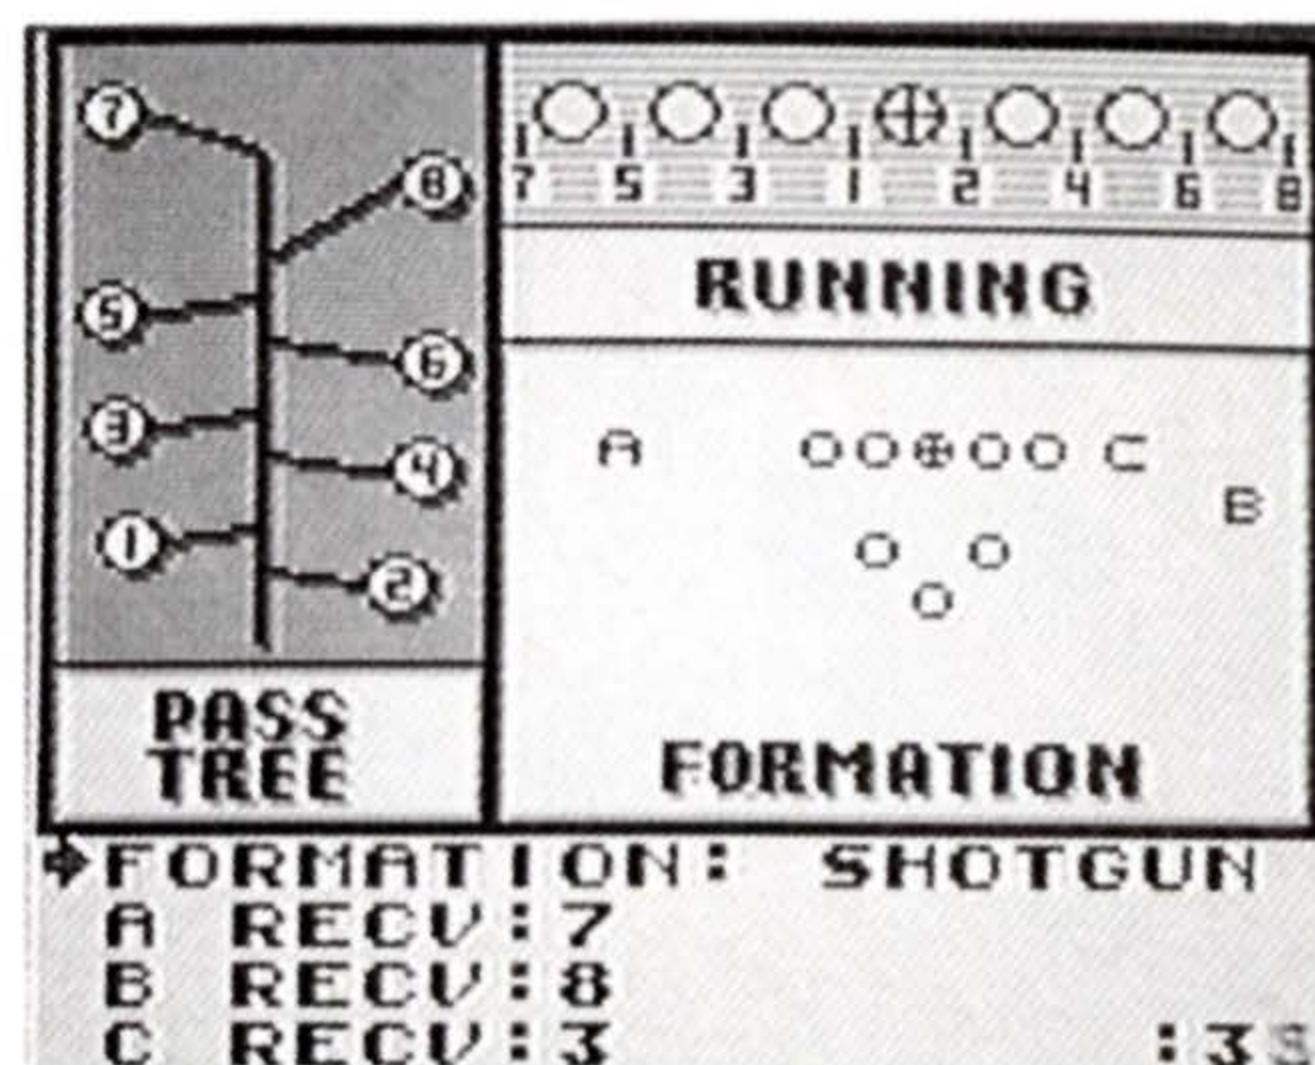 7
8
5
6
3
4
1
2
PASS
TREE
7 5 3 1 2 4 6 8
RUNNING
A C
B
FORMATION
FORMATION: SHOTGUN
A RECV:7
B RECV:8
C RECV:3 :3